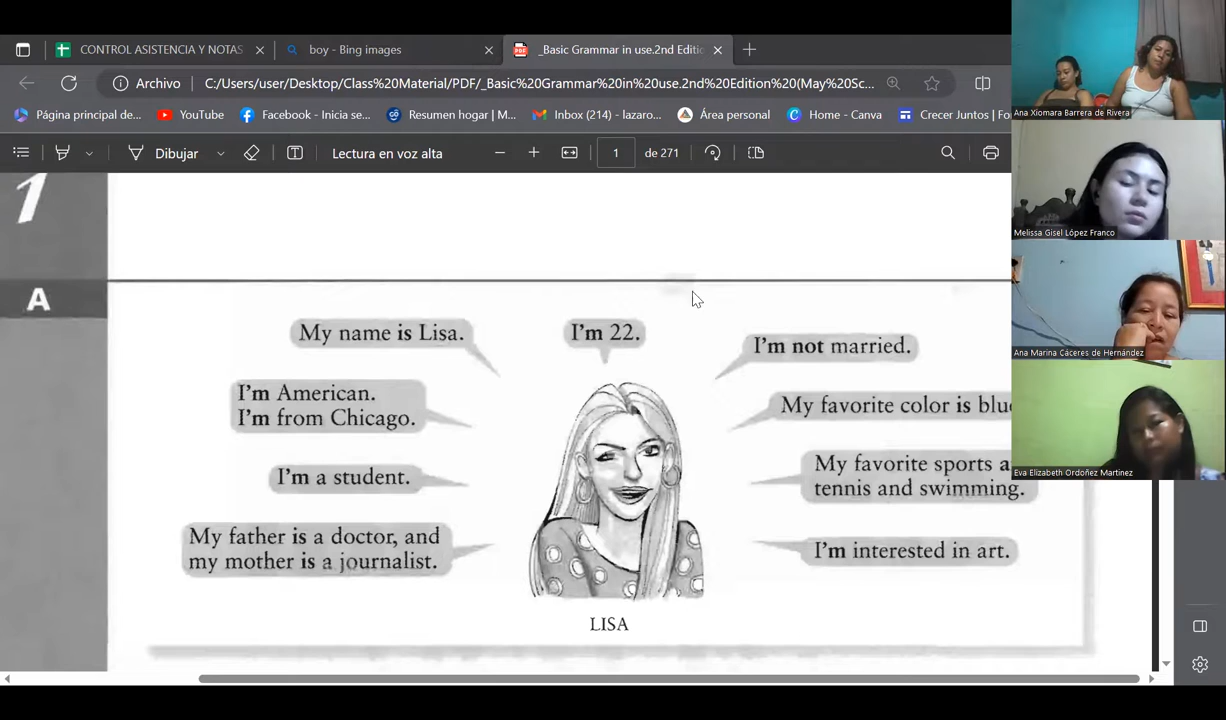 CONTROL ASISTENCIA Y NOTAS
boy - Bing images
_Basic Grammar in use.2nd Editio
Archivo
C:/Users/user/Desktop/Class%20Material/PDF/_Basic%20Grammar%20in%20use.2nd%20Edition%20(May%20Sc...
Página principal de...
YouTube
Facebook - Inicia se...
Resumen hogar | M...
Inbox (214) - lazaro...
Área personal
Home - Canva
Crecer Juntos | Fo
Dibujar
Lectura en voz alta
1
de 271
1
A
My name is Lisa.
I'm 22.
I'm not married.
I'm American.
I'm from Chicago.
My favorite color is blu
I'm a student.
My favorite sports a
tennis and swimming.
My father is a doctor, and
my mother is a journalist.
I'm interested in art.
LISA
Ana Xiomara Barrera de Rivera
Melissa Gisel López Franco
Ana Marina Cáceres de Hernández
Eva Elizabeth Ordoñez Martinez